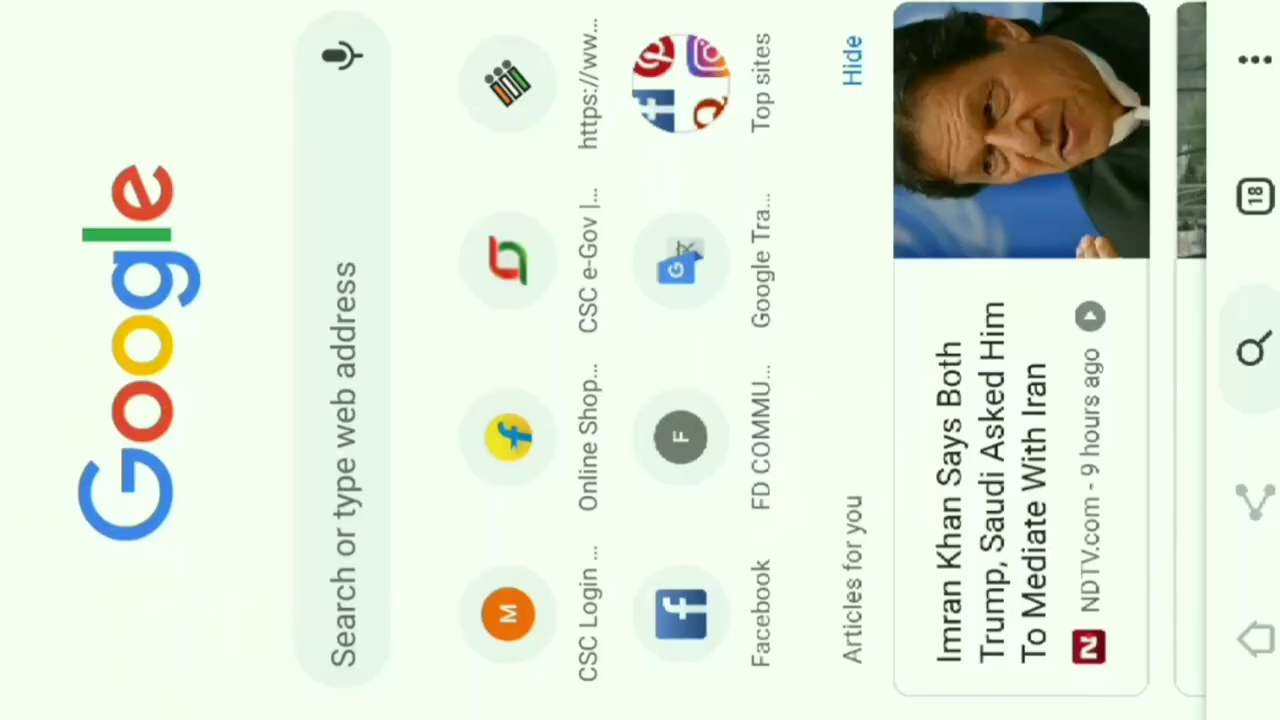 Google
Search or type web address
M
CSC Login ...
Online Shop...
CSC e-Gov |...
https://ww...
Facebook
F
FD COMMU...
G
Google Tra...
Top sites
Articles for you
Hide
Imran Khan Says Both
Trump, Saudi Asked Him
To Mediate With Iran
N
NDTV.com - 9 hours ago
18